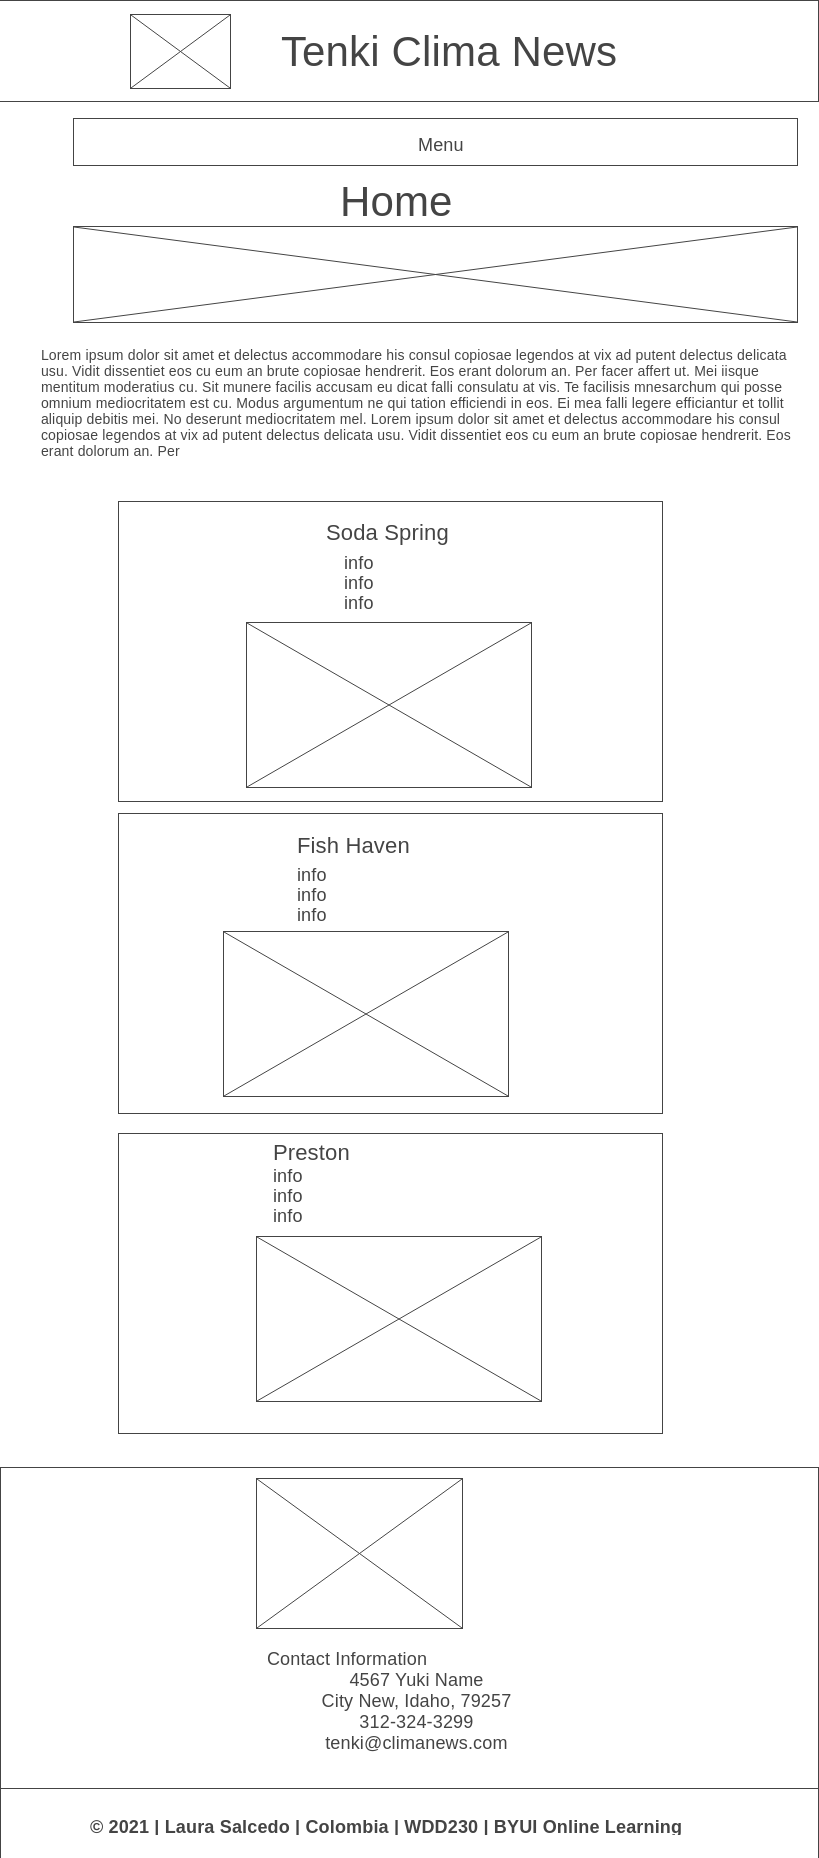 Tenki Clima News
Menu
Home
Lorem ipsum dolor sit amet et delectus accommodare his consul copiosae legendos at vix ad putent delectus delicata
usu. Vidit dissentiet eos cu eum an brute copiosae hendrerit. Eos erant dolorum an. Per facer affert ut. Mei iisque
mentitum moderatius cu. Sit munere facilis accusam eu dicat falli consulatu at vis. Te facilisis mnesarchum qui posse
omnium mediocritatem est cu. Modus argumentum ne qui tation efficiendi in eos. Ei mea falli legere efficiantur et tollit
aliquip debitis mei. No deserunt mediocritatem mel. Lorem ipsum dolor sit amet et delectus accommodare his consul
copiosae legendos at vix ad putent delectus delicata usu. Vidit dissentiet eos cu eum an brute copiosae hendrerit. Eos
erant dolorum an. Per
Soda Spring
info
info
info
Fish Haven
info
info
info
Preston
info
info
info
Contact Information
4567 Yuki Name
City New, Idaho, 79257
312-324-3299
tenki@climanews.com
© 2021 | Laura Salcedo | Colombia | WDD230 | BYUI Online Learning